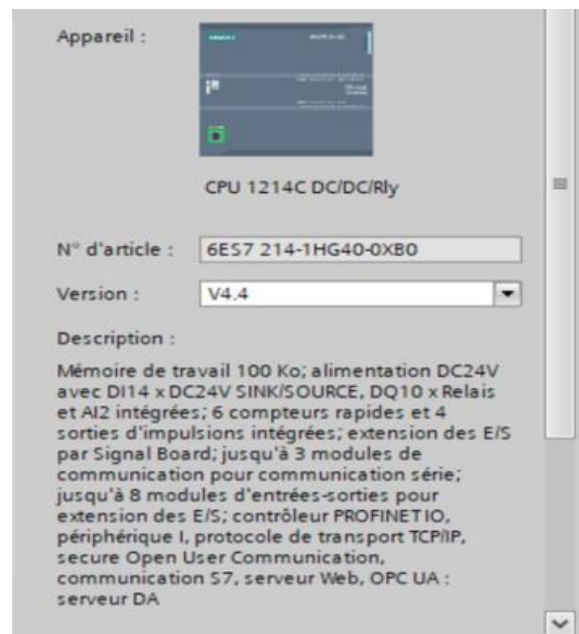 Appareil :
CPU 1214C DC/DC/Rly
N° d'article : 6ES7 214-1HG40-0XB0
Version : V4.4
Description :
Mémoire de travail 100 Ko; alimentation DC24V
avec DI14 x DC24V SINK/SOURCE, DQ10 x Relais
et AI2 intégrées; 6 compteurs rapides et 4
sorties d'impulsions intégrées; extension des E/S
par Signal Board; jusqu'à 3 modules de
communication pour communication série;
jusqu'à 8 modules d'entrées-sorties pour
extension des E/S; contrôleur PROFINET IO,
périphérique I, protocole de transport TCP/IP,
secure Open User Communication,
communication S7, serveur Web, OPC UA :
serveur DA